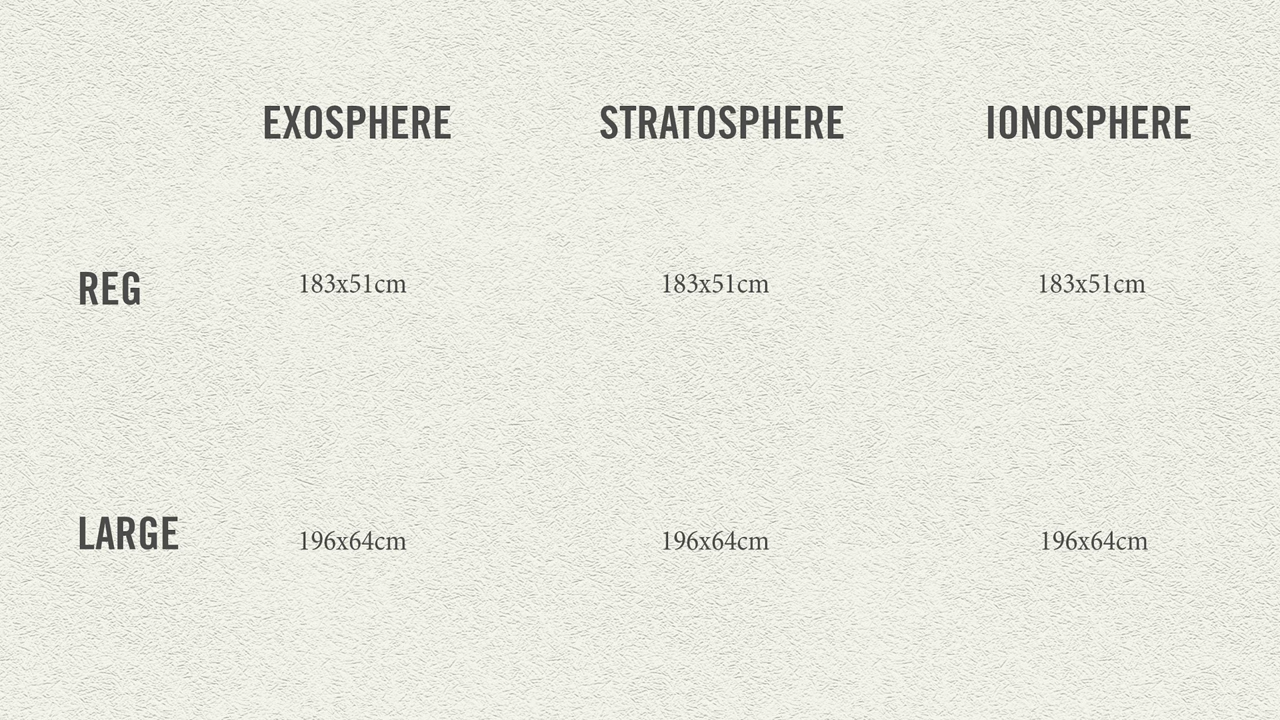 EXOSPHERE STRATOSPHERE IONOSPHERE
REG 183x51cm 183x51cm 183x51cm
LARGE 196x64cm 196x64cm 196x64cm